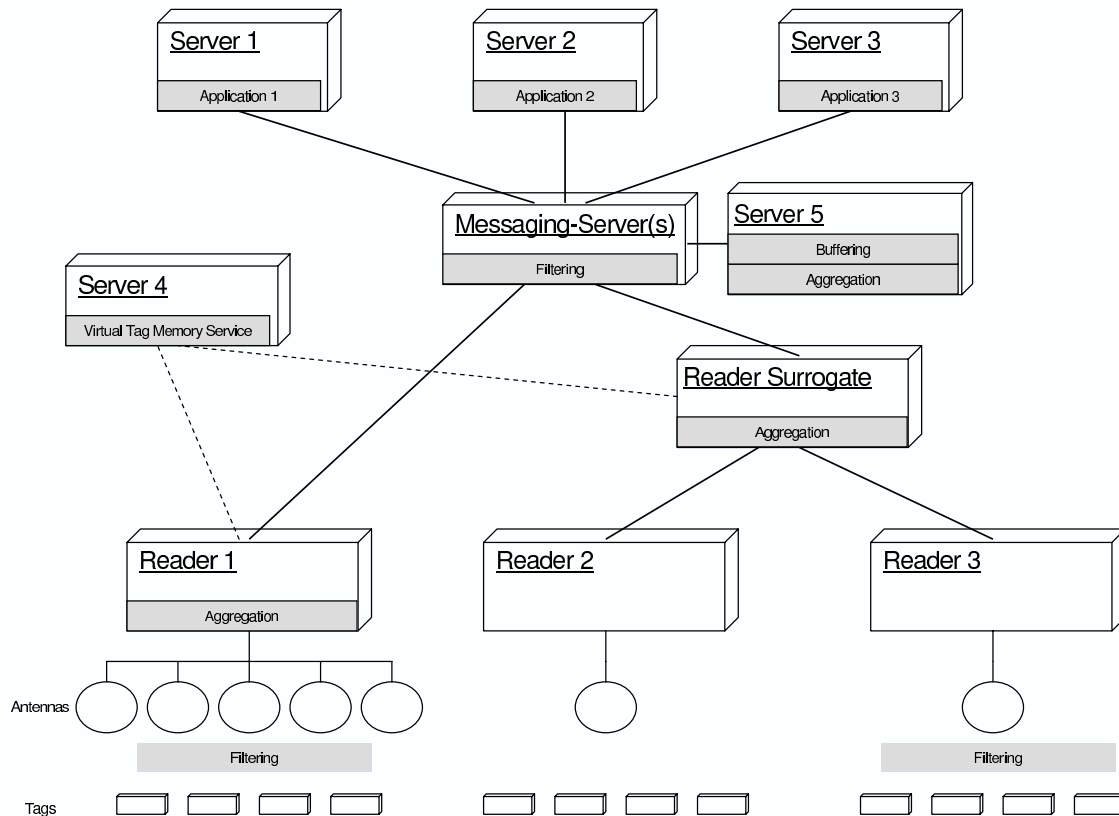 Server 1
Application 1
Server 2
Application 2
Server 3
Application 3
Messaging-Server(s)
Filtering
Server 5
Buffering
Aggregation
Server 4
Virtual Tag Memory Service
Reader Surrogate
Aggregation
Reader 1
Aggregation
Reader 2
Reader 3
Antennas
Filtering
Filtering
Tags